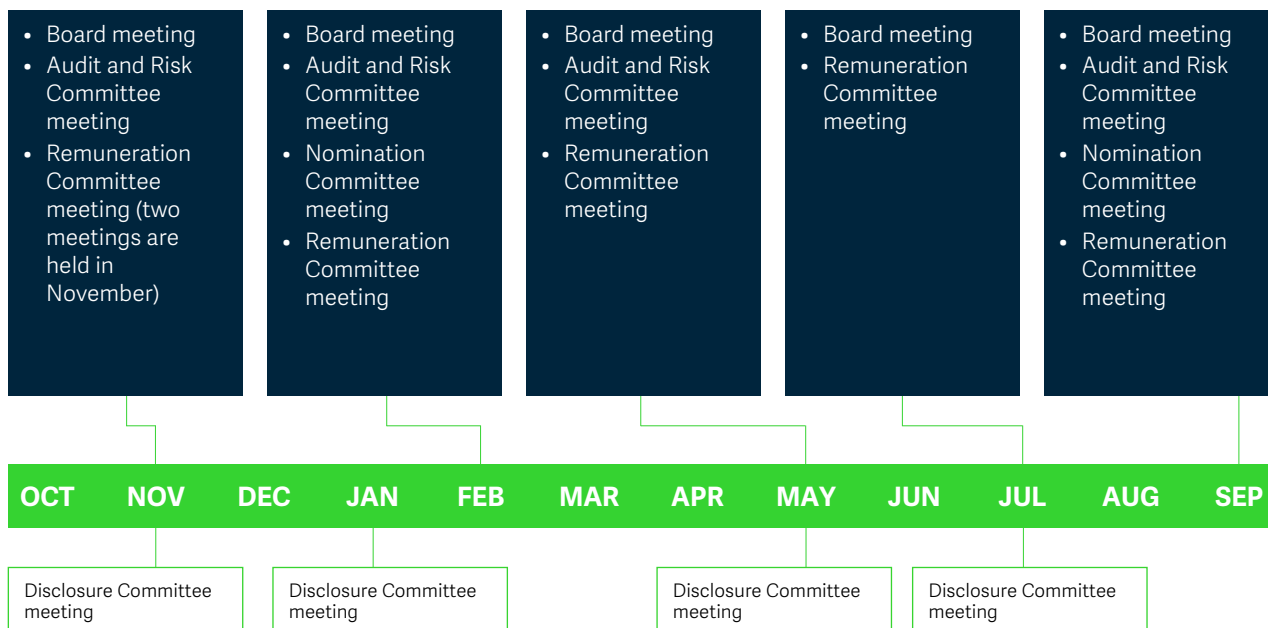 • Board meeting
• Audit and Risk
Committee
meeting
• Remuneration
Committee
meeting (two
meetings are
held in
November)
• Board meeting
• Audit and Risk
Committee
meeting
• Nomination
Committee
meeting
• Remuneration
Committee
meeting
• Board meeting
• Audit and Risk
Committee
meeting
• Remuneration
Committee
meeting
• Board meeting
• Remuneration
Committee
meeting
• Board meeting
• Audit and Risk
Committee
meeting
• Nomination
Committee
meeting
• Remuneration
Committee
meeting
OCT NOV DEC JAN FEB MAR APR MAY JUN JUL AUG SEP
Disclosure Committee
meeting
Disclosure Committee
meeting
Disclosure Committee
meeting
Disclosure Committee
meeting